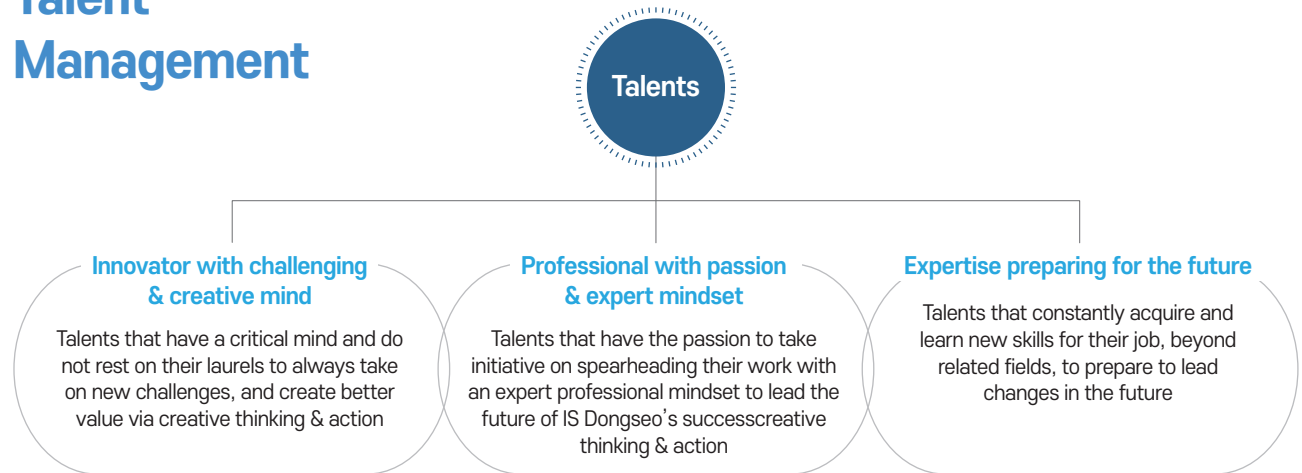 Talent
Management
Talents
Innovator with challenging
& creative mind
Talents that have a critical mind and do
not rest on their laurels to always take
on new challenges, and create better
value via creative thinking & action
Professional with passion
& expert mindset
Talents that have the passion to take
initiative on spearheading their work with
an expert professional mindset to lead the
future of IS Dongseo's successcreative
thinking & action
Expertise preparing for the future
Talents that constantly acquire and
learn new skills for their job, beyond
related fields, to prepare to lead
changes in the future